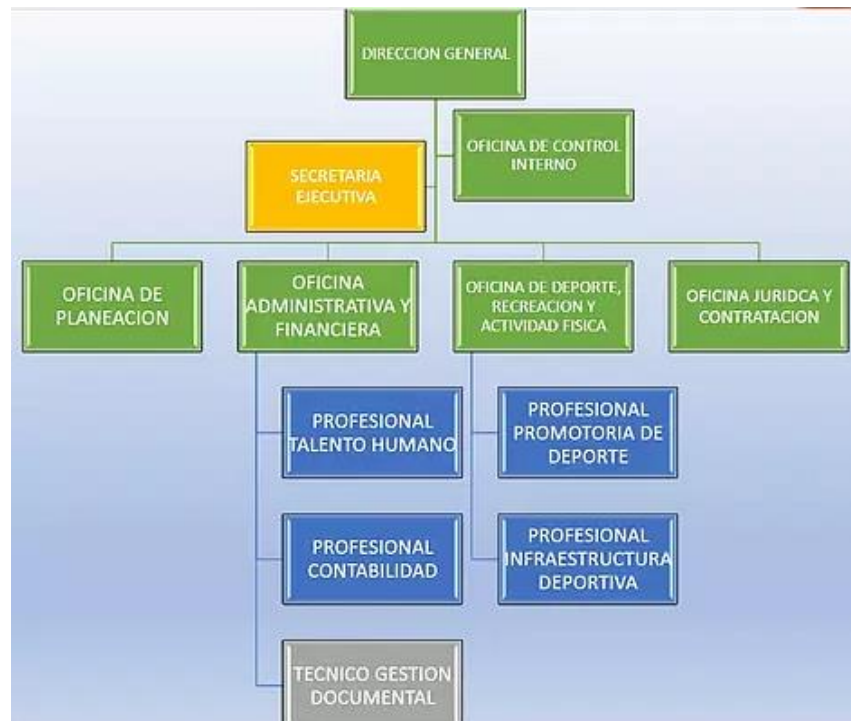 DIRECCION GENERAL
OFICINA DE CONTROL
INTERNO
SECRETARIA
EJECUTIVA
OFICINA DE
PLANEACION
OFICINA
ADMINISTRATIVA Y
FINANCIERA
OFICINA DE DEPORTE,
RECREACION Y
ACTIVIDAD FISICA
OFICINA JURIDCA Y
CONTRATACION
PROFESIONAL
TALENTO HUMANO
PROFESIONAL
PROMOTORIA DE
DEPORTE
PROFESIONAL
CONTABILIDAD
PROFESIONAL
INFRAESTRUCTURA
DEPORTIVA
TECNICO GESTION
DOCUMENTAL